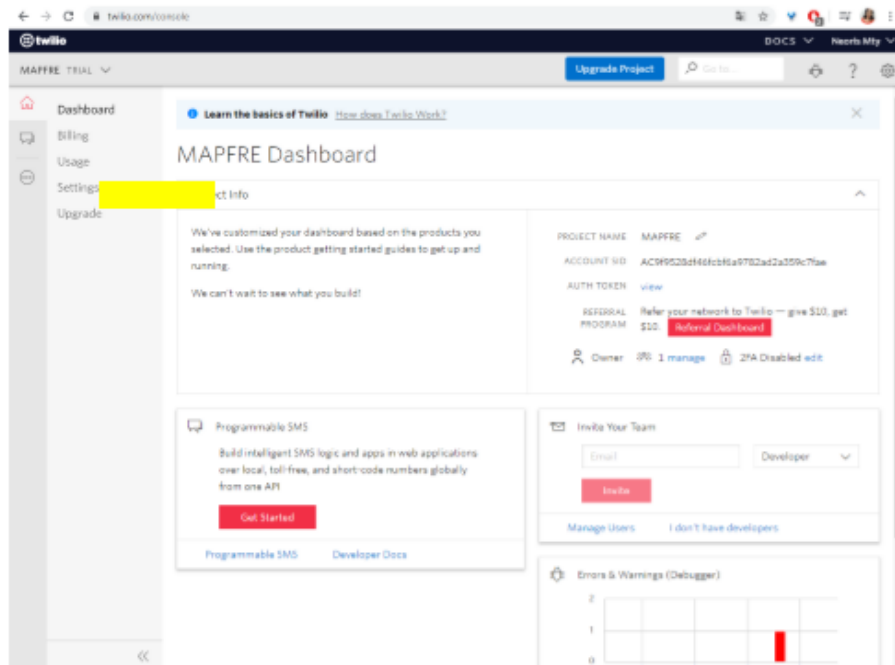 twilio.com/console
twilio
DOCS
Neoris Mty
MAPFRE TRIAL
Upgrade Project
Go to...
Dashboard
Billing
Usage
Settings
Upgrade
Learn the basics of Twilio How does Twilio Work?
MAPFRE Dashboard
ect Info
We've customized your dashboard based on the products you
selected. Use the product getting started guides to get up and
running.
We can't wait to see what you build!
PROJECT NAME MAPFRE
ACCOUNT SID
AUTH TOKEN view
REFERRAL PROGRAM Refer your network to Twilio — give $10, get
$10. Referral Dashboard
Owner 1 manage 2FA Disabled edit
Programmable SMS
Build intelligent SMS logic and apps in web applications
over local, toll-free, and short-code numbers globally
from one API
Get Started
Programmable SMS Developer Docs
Invite Your Team
Email
Developer
Invite
Manage Users I don't have developers
Errors & Warnings (Debugger)
2
1
0